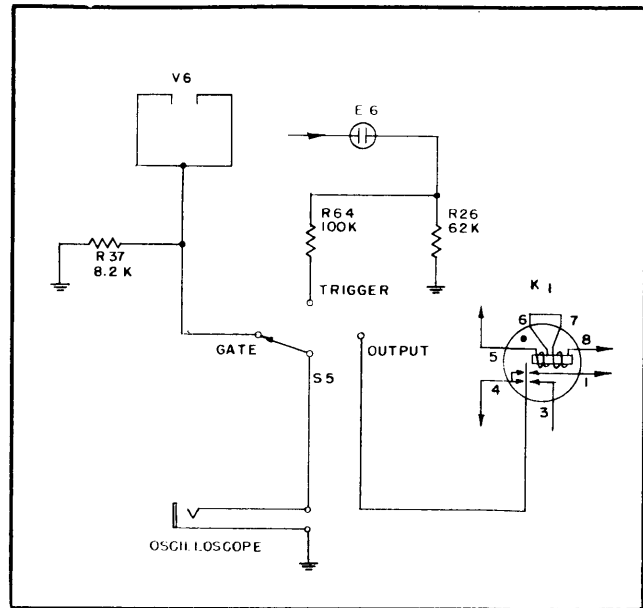 V6
E 6
R64
100K
R26
62K
R 37
8.2 K
TRIGGER
K 1
6 7
8
GATE
OUTPUT
5
S5
4
1
3
OSCILLOSCOPE